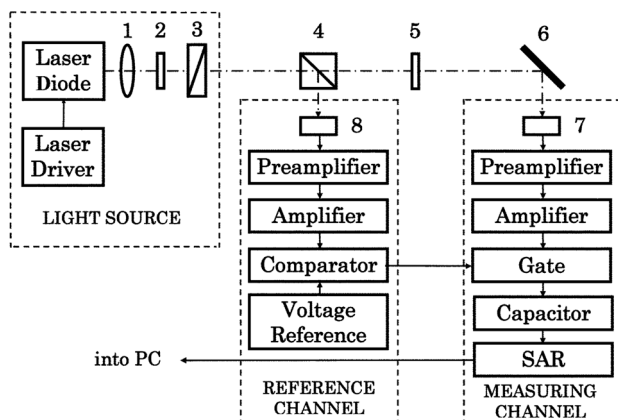 1
2
3
4
5
6
Laser
Diode
Laser
Driver
LIGHT SOURCE
8
7
Preamplifier
Preamplifier
Amplifier
Amplifier
Comparator
Gate
Voltage
Reference
Capacitor
into PC
SAR
REFERENCE
CHANNEL
MEASURING
CHANNEL